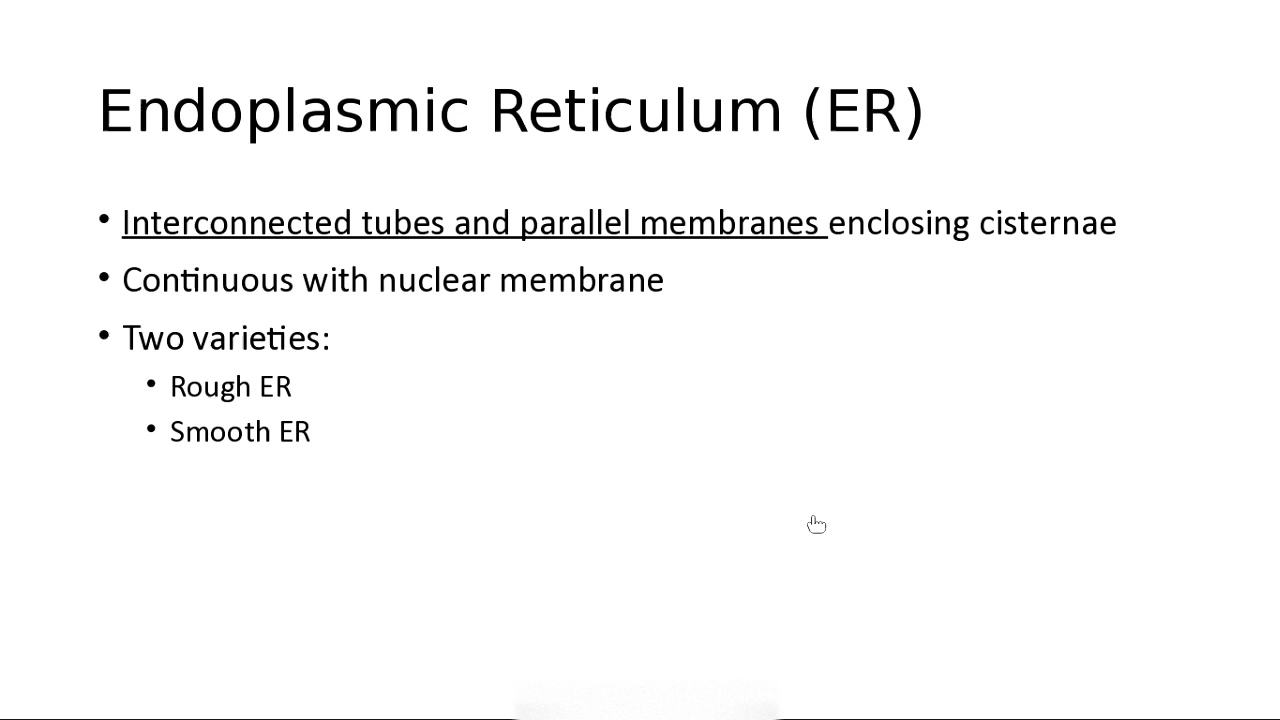 Endoplasmic Reticulum (ER)
• Interconnected tubes and parallel membranes enclosing cisternae
• Continuous with nuclear membrane
• Two varieties:
• Rough ER
• Smooth ER